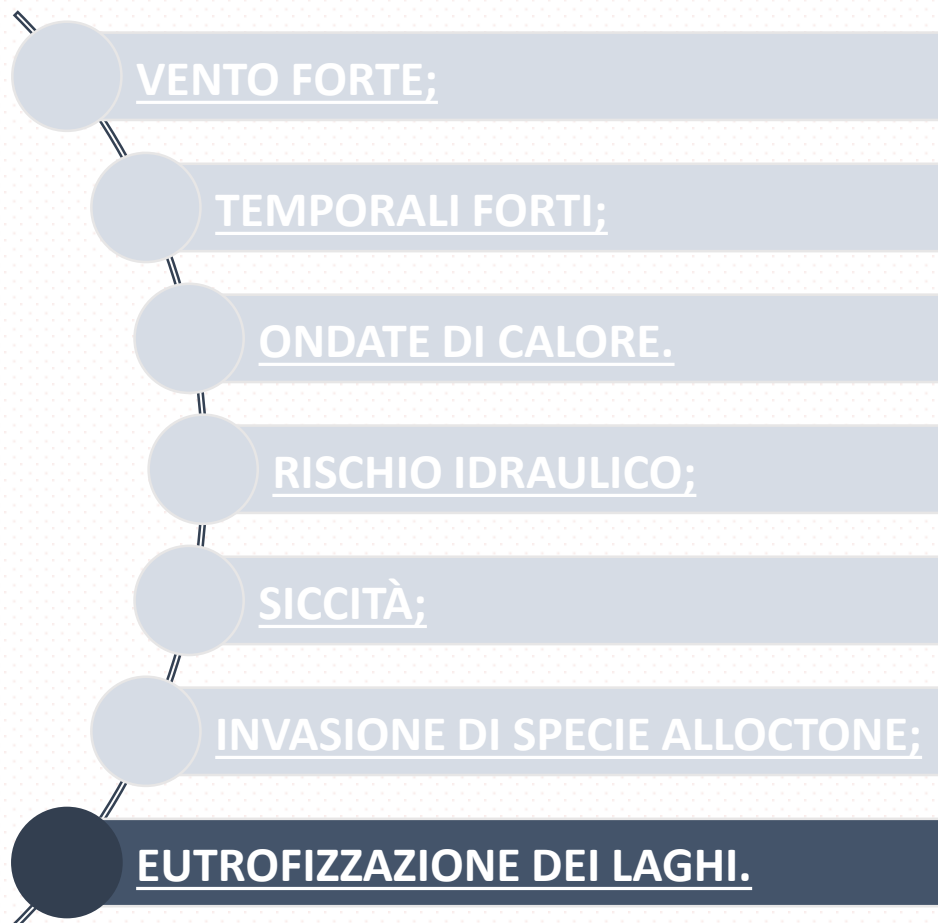 VENTO FORTE;
TEMPORALI FORTI;
ONDATE DI CALORE.
RISCHIO IDRAULICO;
SICCITÀ;
INVASIONE DI SPECIE ALLOCTONE;
EUTROFIZZAZIONE DEI LAGHI.